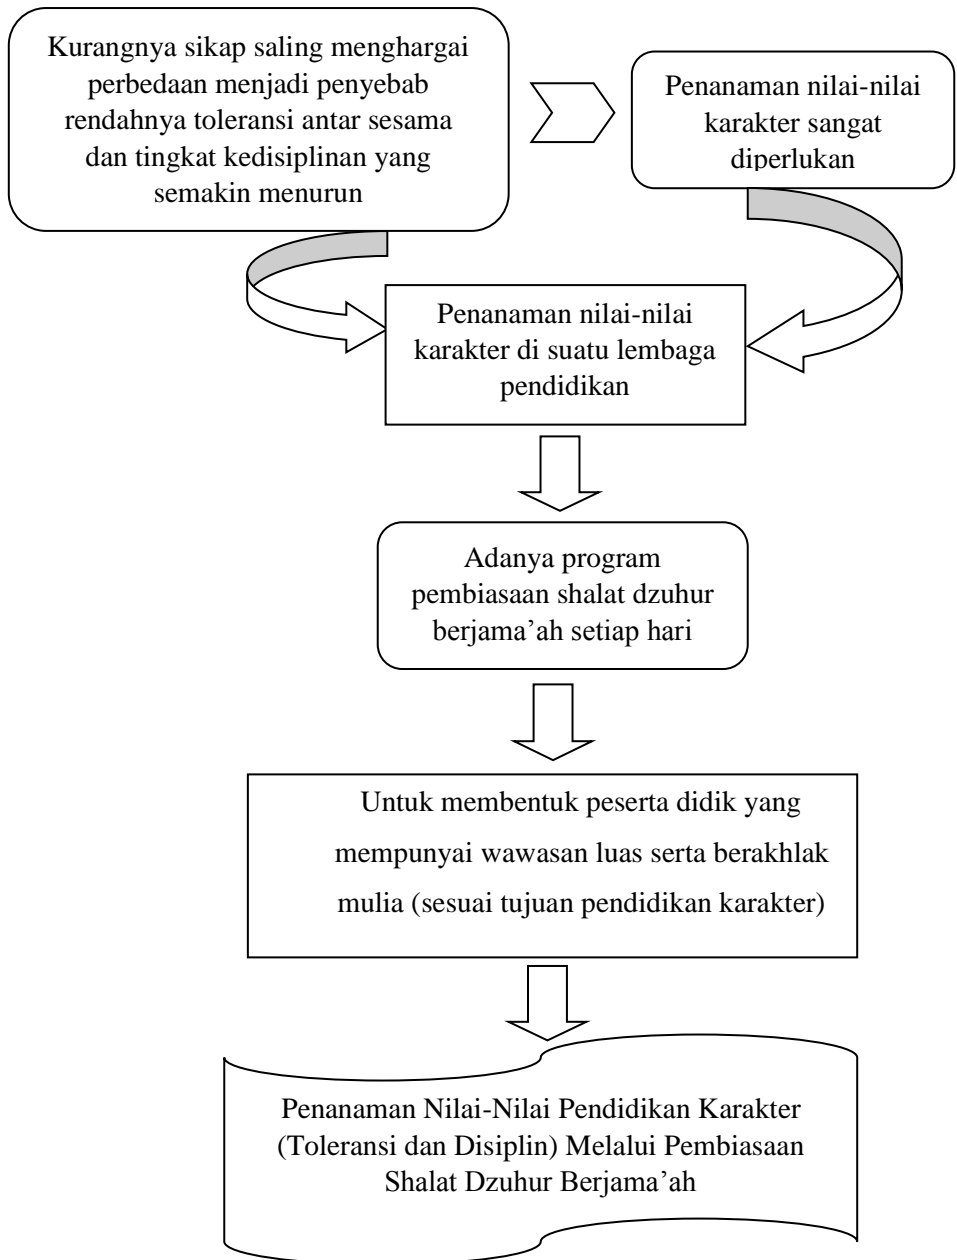 Kurangnya sikap saling menghargai
perbedaan menjadi penyebab
rendahnya toleransi antar sesama
dan tingkat kedisiplinan yang
semakin menurun
Penanaman nilai-nilai
karakter sangat
diperlukan
Penanaman nilai-nilai
karakter di suatu lembaga
pendidikan
Adanya program
pembiasaan shalat dzuhur
berjama’ah setiap hari
Untuk membentuk peserta didik yang
mempunyai wawasan luas serta berakhlak
mulia (sesuai tujuan pendidikan karakter)
Penanaman Nilai-Nilai Pendidikan Karakter
(Toleransi dan Disiplin) Melalui Pembiasaan
Shalat Dzuhur Berjama’ah